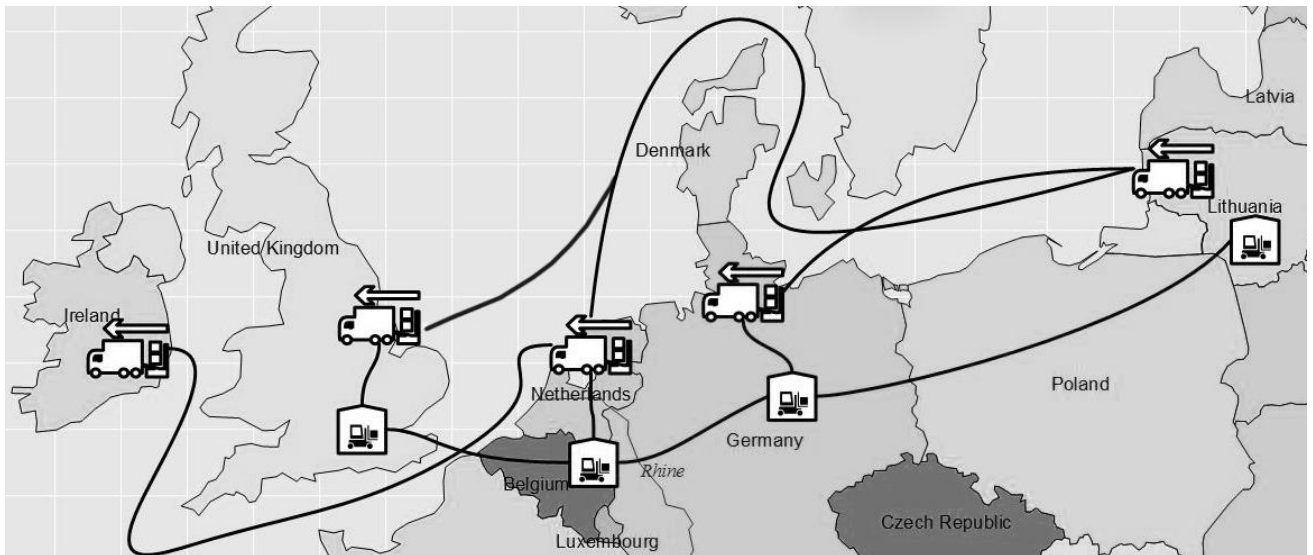 Latvia
Denmark
Lithuania
United Kingdom
Ireland
Poland
Netherlands
Germany
Rhine
Belgium
Czech Republic
Luxembourg